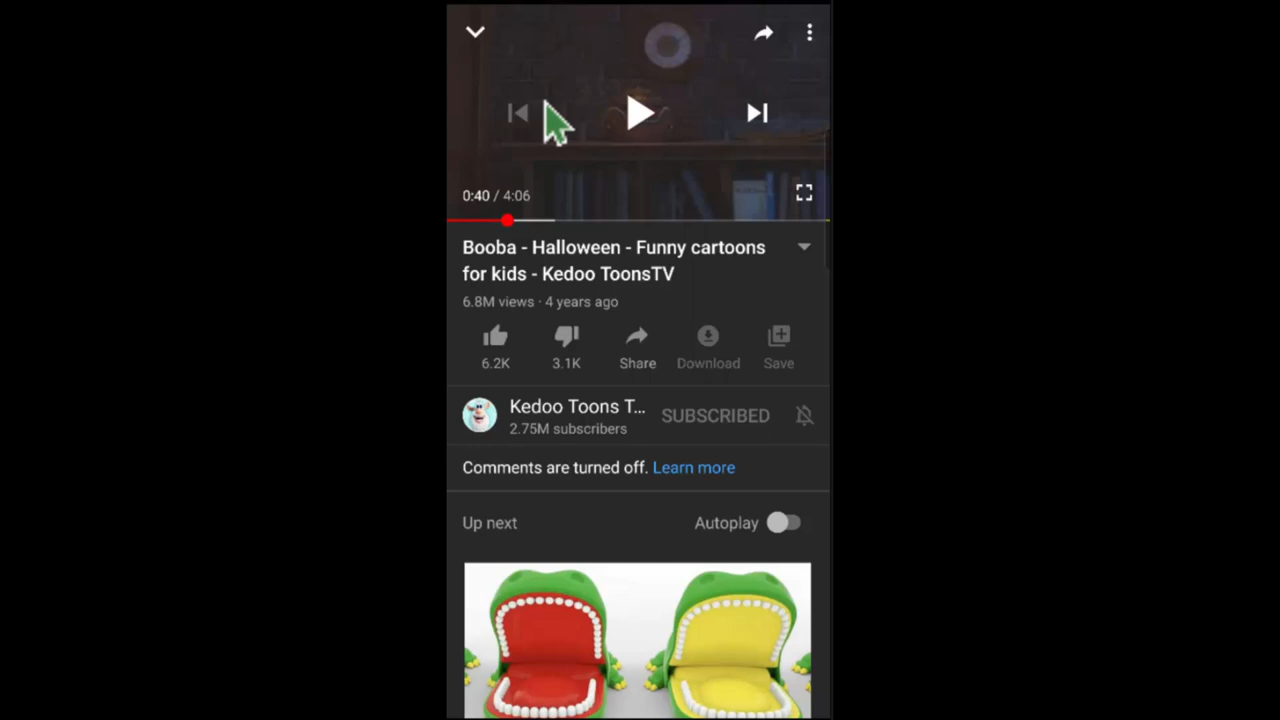 0:40 / 4:06
Booba - Halloween - Funny cartoons
for kids - Kedoo ToonsTV
6.8M views · 4 years ago
6.2K
3.1K
Share
Download
Save
Kedoo Toons T...
2.75M subscribers
SUBSCRIBED
Comments are turned off. Learn more
Up next
Autoplay